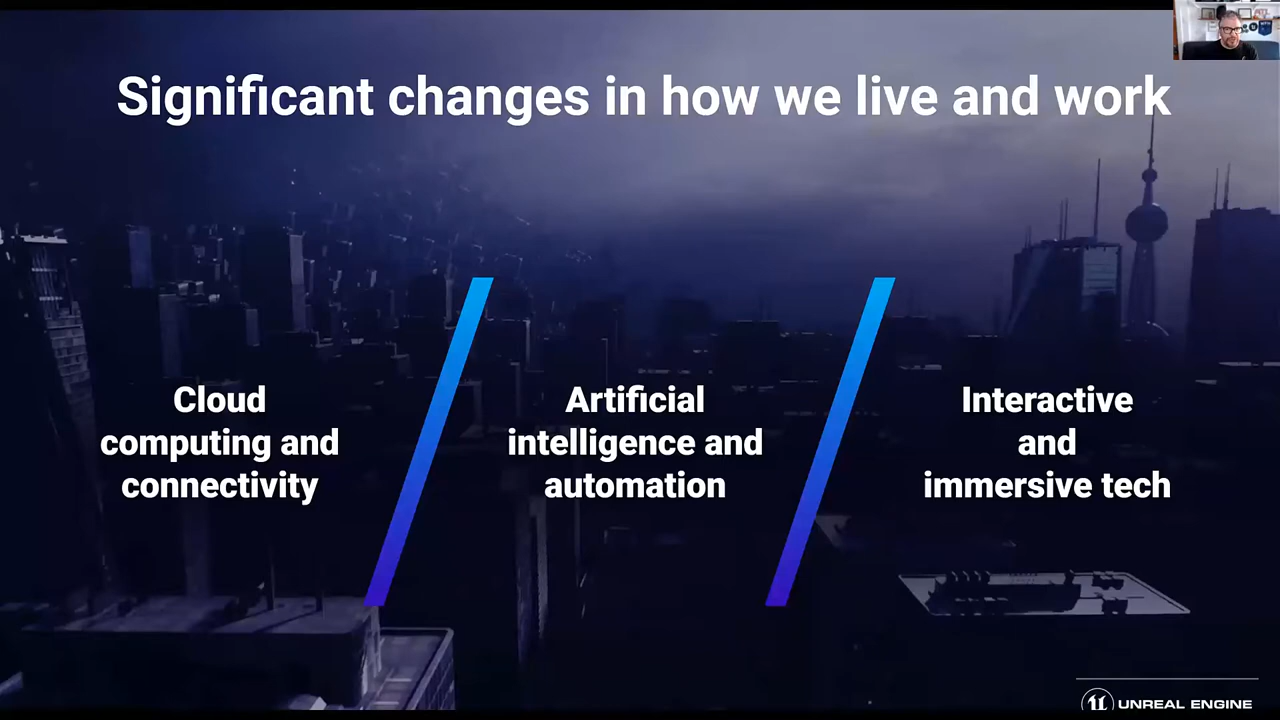 Significant changes in how we live and work
Cloud
computing and
connectivity
Artificial
intelligence and
automation
Interactive
and
immersive tech
UNREAL ENGINE